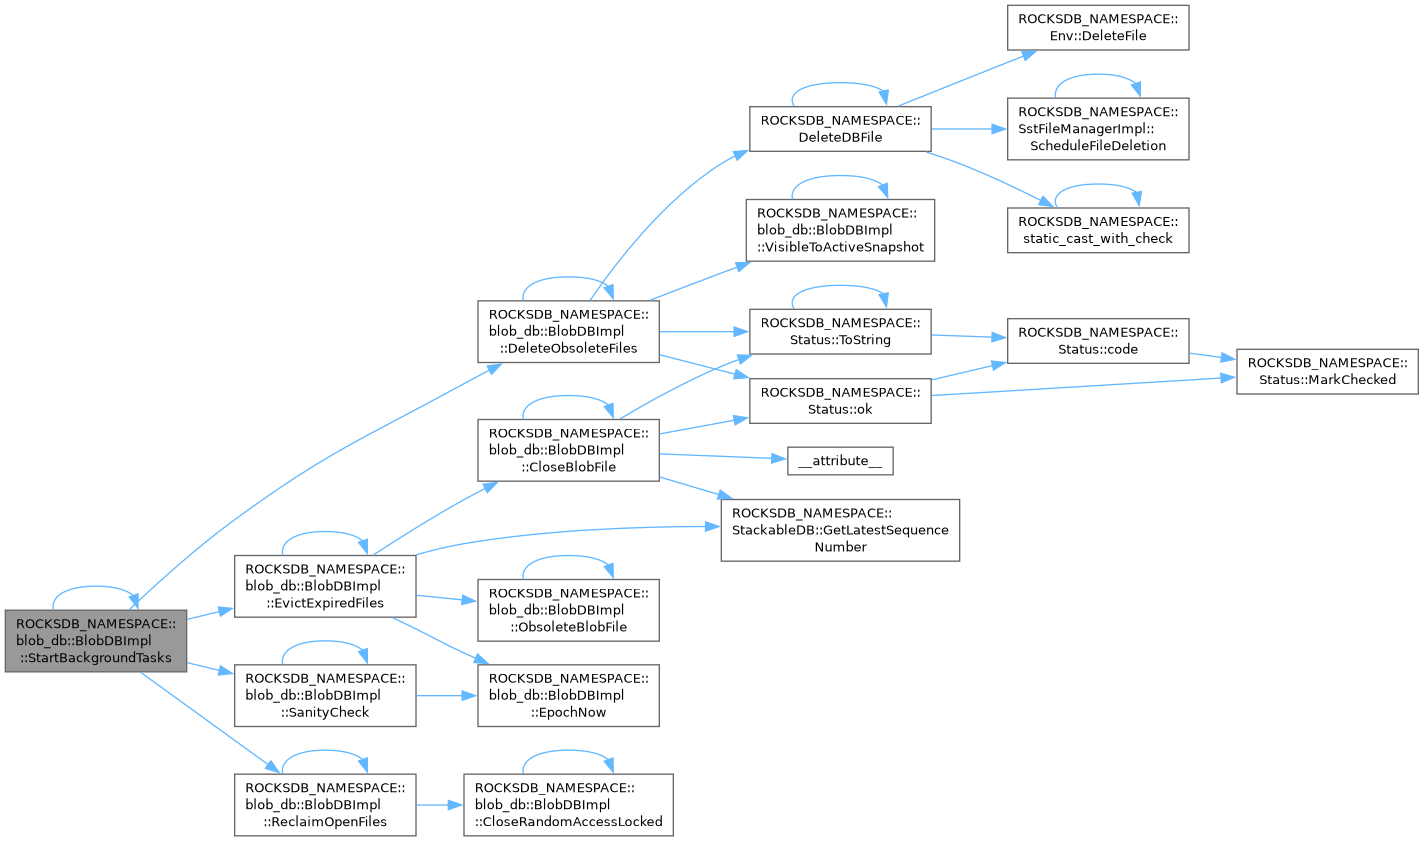 ROCKSDB_NAMESPACE::
blob_db::BlobDBImpl
::StartBackgroundTasks
ROCKSDB_NAMESPACE::
blob_db::BlobDBImpl
::DeleteObsoleteFiles
ROCKSDB_NAMESPACE::
DeleteDBFile
ROCKSDB_NAMESPACE::
Env::DeleteFile
ROCKSDB_NAMESPACE::
SstFileManagerImpl::
ScheduleFileDeletion
ROCKSDB_NAMESPACE::
static_cast_with_check
ROCKSDB_NAMESPACE::
blob_db::BlobDBImpl
::VisibleToActiveSnapshot
ROCKSDB_NAMESPACE::
Status::ToString
ROCKSDB_NAMESPACE::
Status::ok
ROCKSDB_NAMESPACE::
Status::code
ROCKSDB_NAMESPACE::
Status::MarkChecked
ROCKSDB_NAMESPACE::
blob_db::BlobDBImpl
::CloseBlobFile
__attribute__
ROCKSDB_NAMESPACE::
StackableDB::GetLatestSequence
Number
ROCKSDB_NAMESPACE::
blob_db::BlobDBImpl
::EvictExpiredFiles
ROCKSDB_NAMESPACE::
blob_db::BlobDBImpl
::ObsoleteBlobFile
ROCKSDB_NAMESPACE::
blob_db::BlobDBImpl
::EpochNow
ROCKSDB_NAMESPACE::
blob_db::BlobDBImpl
::SanityCheck
ROCKSDB_NAMESPACE::
blob_db::BlobDBImpl
::ReclaimOpenFiles
ROCKSDB_NAMESPACE::
blob_db::BlobDBImpl
::CloseRandomAccessLocked